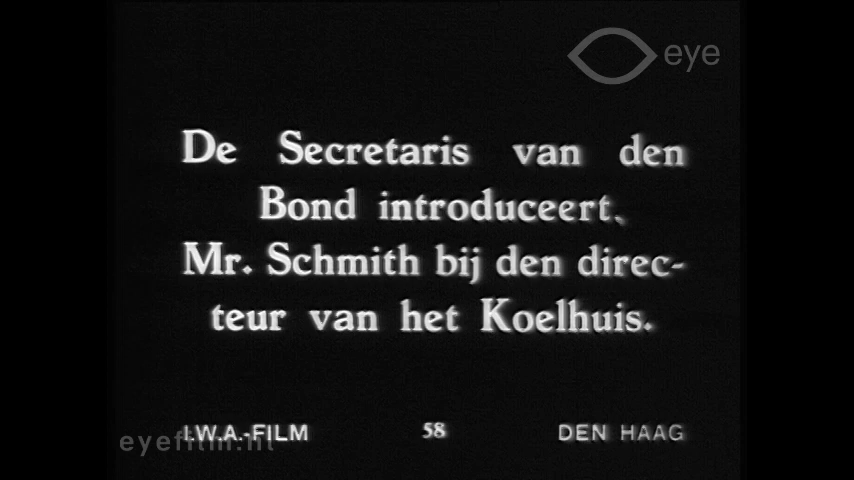 eye
De Secretaris van den
Bond introduceert.
Mr. Schmith bij den direc-
teur van het Koelhuis.
I.W.A.-FILM 58 DEN HAAG
eyefilm.nl